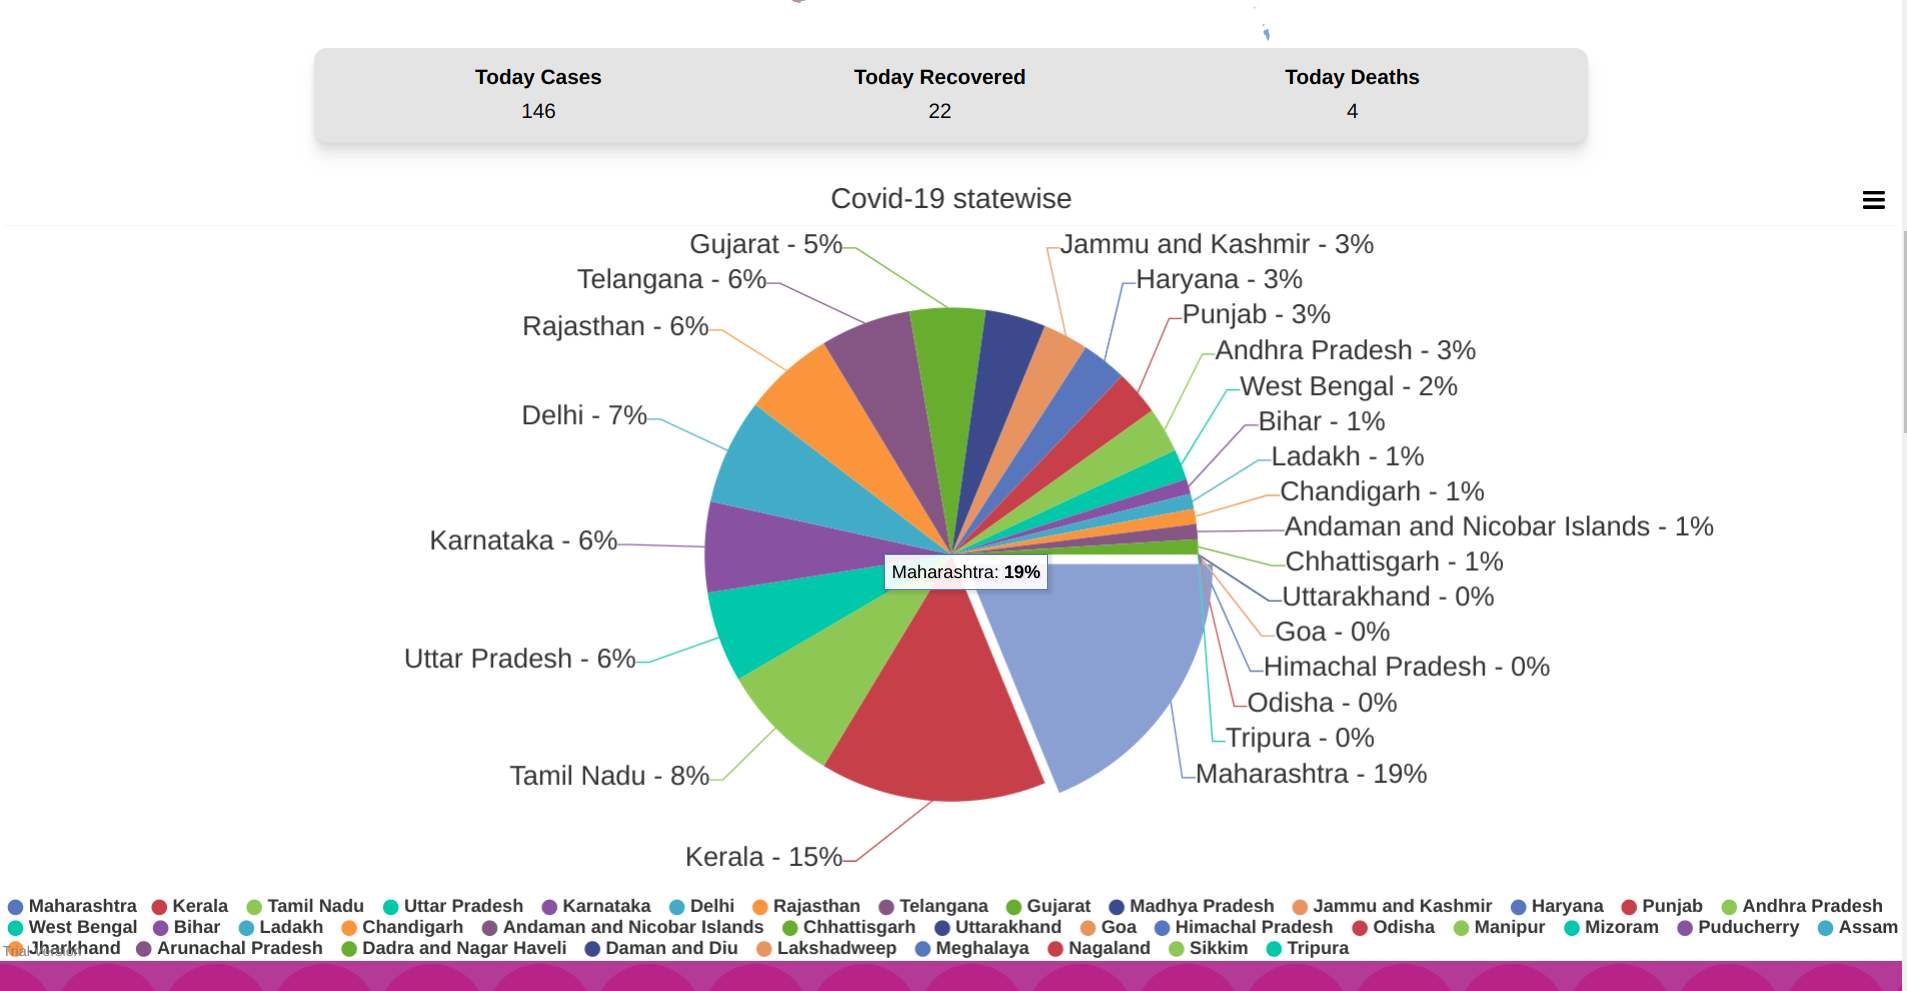 Today Cases
146
Today Recovered
22
Today Deaths
4
Covid-19 statewise
Gujarat - 5%
Telangana - 6%
Rajasthan - 6%
Delhi - 7%
Karnataka - 6%
Uttar Pradesh - 6%
Tamil Nadu - 8%
Kerala - 15%
Jammu and Kashmir - 3%
Haryana - 3%
Punjab - 3%
Andhra Pradesh - 3%
West Bengal - 2%
Bihar - 1%
Ladakh - 1%
Chandigarh - 1%
Andaman and Nicobar Islands - 1%
Chhattisgarh - 1%
Uttarakhand - 0%
Goa - 0%
Himachal Pradesh - 0%
Odisha - 0%
Tripura - 0%
Maharashtra - 19%
Maharashtra: 19%
Maharashtra Kerala Tamil Nadu Uttar Pradesh Karnataka Delhi Rajasthan Telangana Gujarat Madhya Pradesh Jammu and Kashmir Haryana Punjab Andhra Pradesh
West Bengal Bihar Ladakh Chandigarh Andaman and Nicobar Islands Chhattisgarh Uttarakhand Goa Himachal Pradesh Odisha Manipur Mizoram Puducherry Assam
Jharkhand Arunachal Pradesh Dadra and Nagar Haveli Daman and Diu Lakshadweep Meghalaya Nagaland Sikkim Tripura
Trial Version